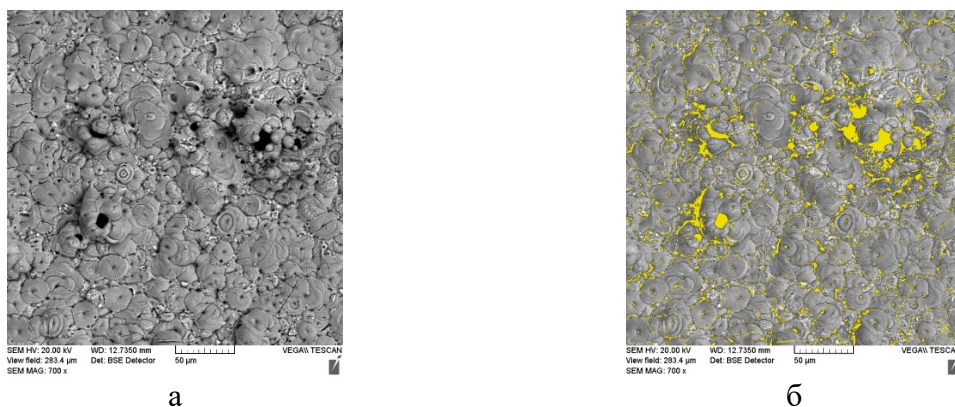 SEM HV: 20.00 kV WD: 12.7350 mm VEGA\\ TESCAN
View field: 283.4 µm Det: BSE Detector 50 µm
SEM MAG: 700 x
SEM HV: 20.00 kV WD: 12.7350 mm VEGA\\ TESCAN
View field: 283.4 µm Det: BSE Detector 50 µm
SEM MAG: 700 x
а б